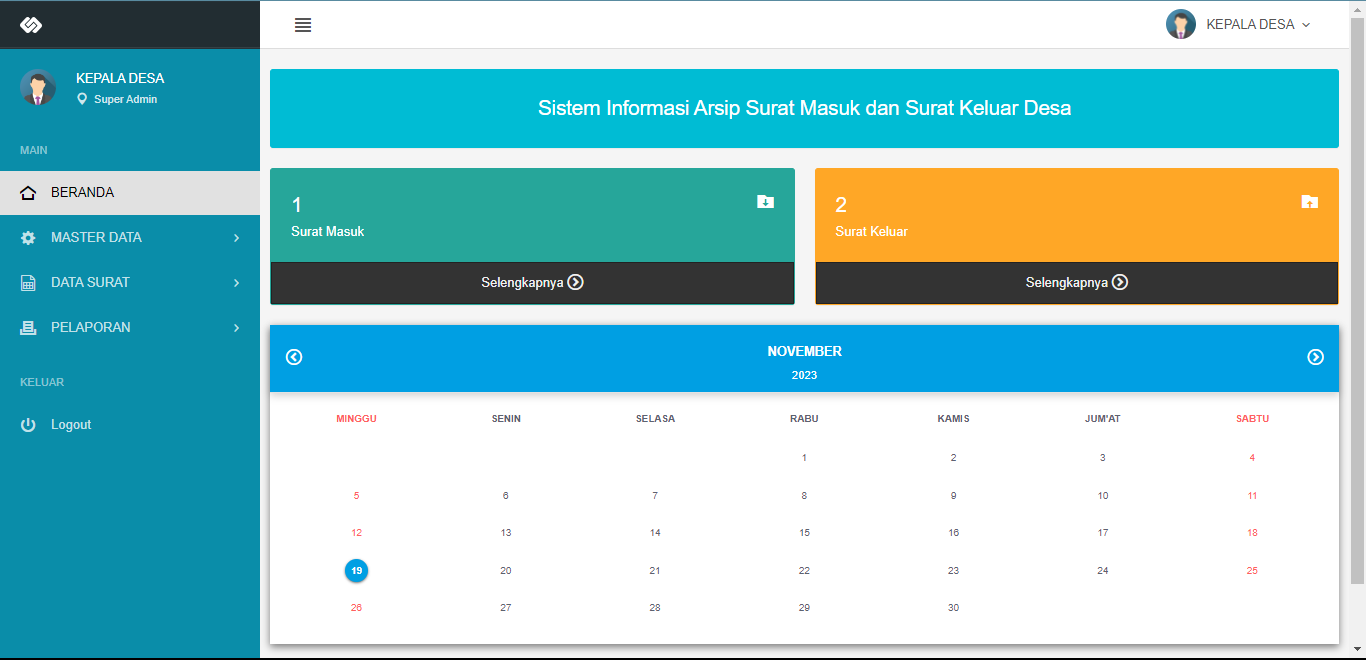 KEPALA DESA
KEPALA DESA
Super Admin
MAIN
BERANDA
MASTER DATA
DATA SURAT
PELAPORAN
KELUAR
Logout
Sistem Informasi Arsip Surat Masuk dan Surat Keluar Desa
1
Surat Masuk
Selengkapnya
2
Surat Keluar
Selengkapnya
NOVEMBER
2023
MINGGU SENIN SELASA RABU KAMIS JUM'AT SABTU
1 2 3 4
5 6 7 8 9 10 11
12 13 14 15 16 17 18
19 20 21 22 23 24 25
26 27 28 29 30